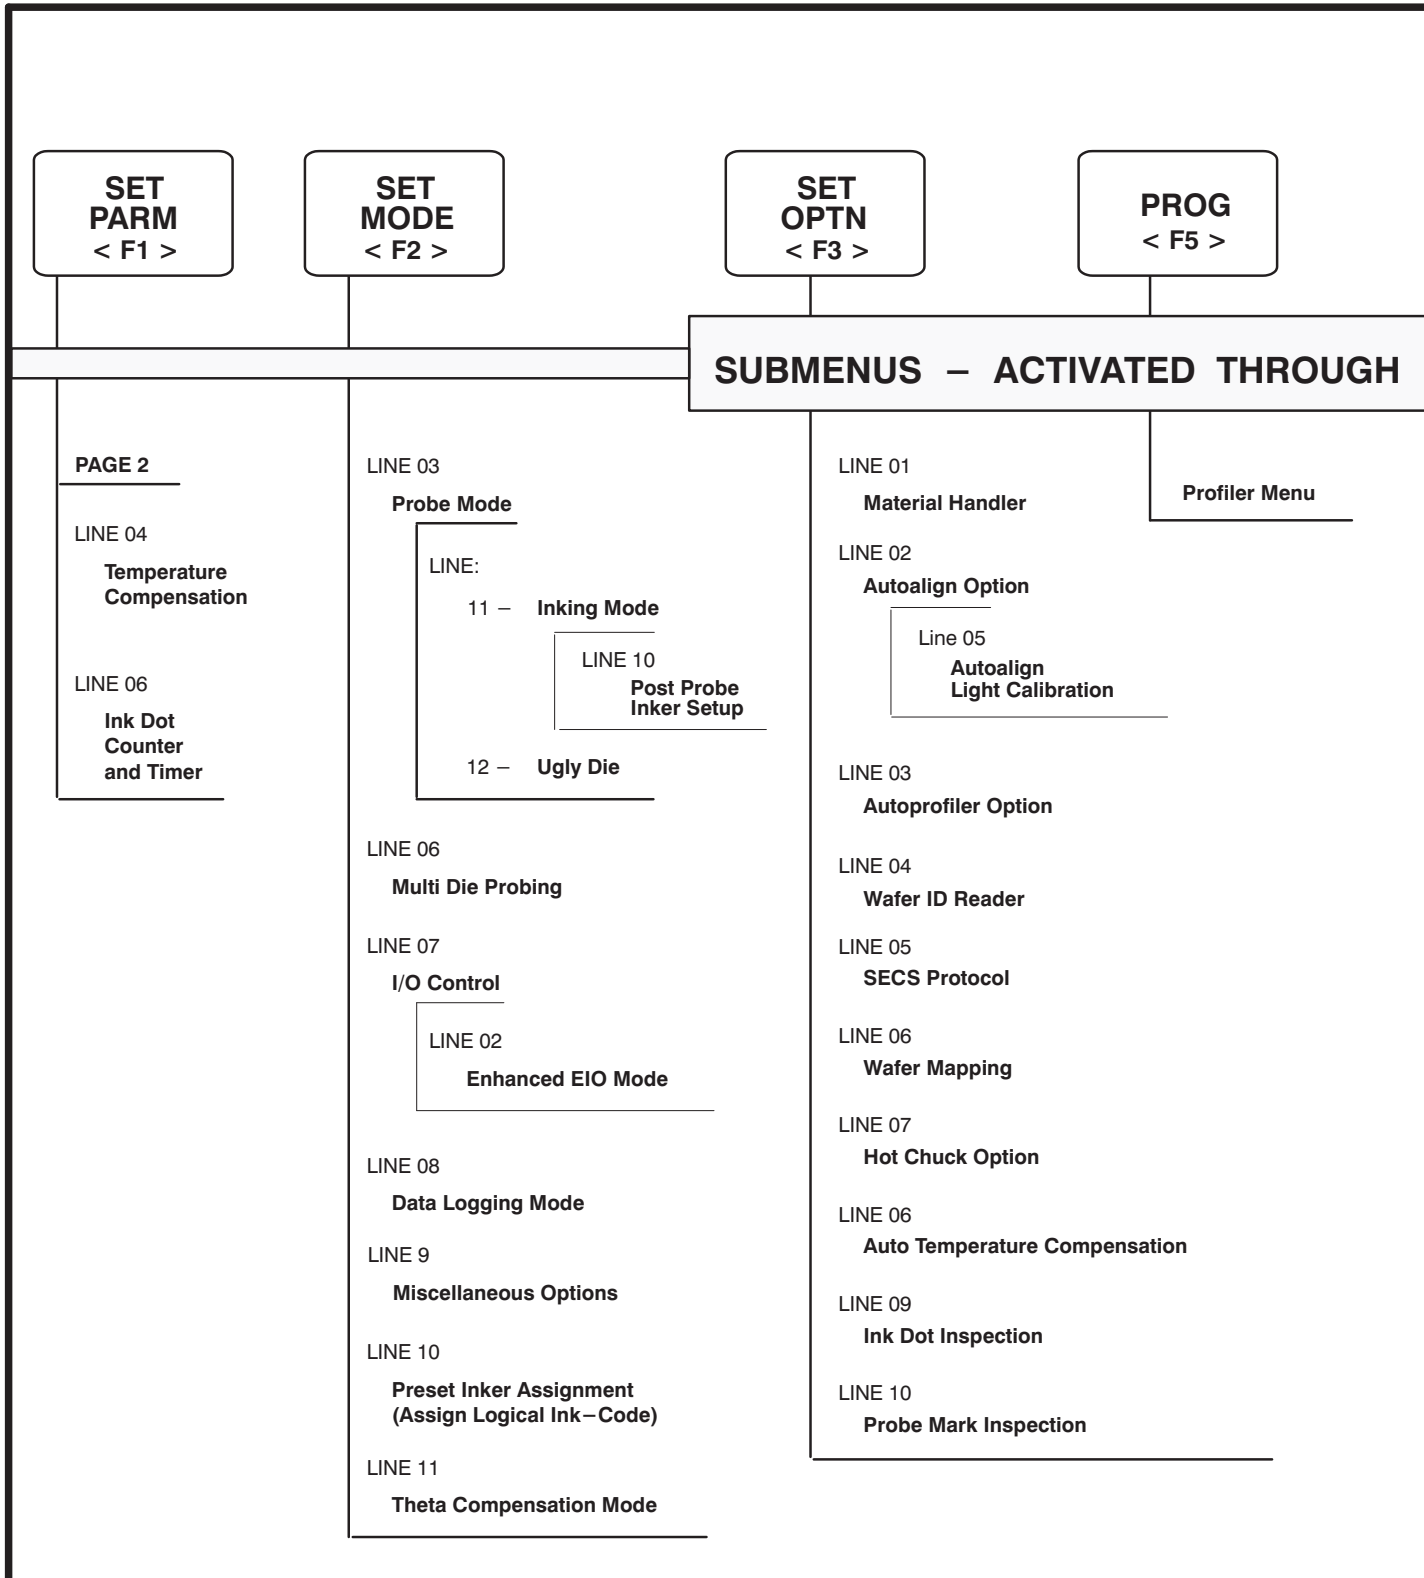 SET
PARM
< F1 >
SET
MODE
< F2 >
SET
OPTN
< F3 >
PROG
< F5 >
SUBMENUS – ACTIVATED THROUGH
PAGE 2
LINE 04
Temperature
Compensation
LINE 06
Ink Dot
Counter
and Timer
LINE 03
Probe Mode
LINE:
11 – Inking Mode
LINE 10
Post Probe
Inker Setup
12 – Ugly Die
LINE 06
Multi Die Probing
LINE 07
I/O Control
LINE 02
Enhanced EIO Mode
LINE 08
Data Logging Mode
LINE 9
Miscellaneous Options
LINE 10
Preset Inker Assignment
(Assign Logical Ink–Code)
LINE 11
Theta Compensation Mode
LINE 01
Material Handler
LINE 02
Autoalign Option
Line 05
Autoalign
Light Calibration
LINE 03
Autoprofiler Option
LINE 04
Wafer ID Reader
LINE 05
SECS Protocol
LINE 06
Wafer Mapping
LINE 07
Hot Chuck Option
LINE 06
Auto Temperature Compensation
LINE 09
Ink Dot Inspection
LINE 10
Probe Mark Inspection
Profiler Menu